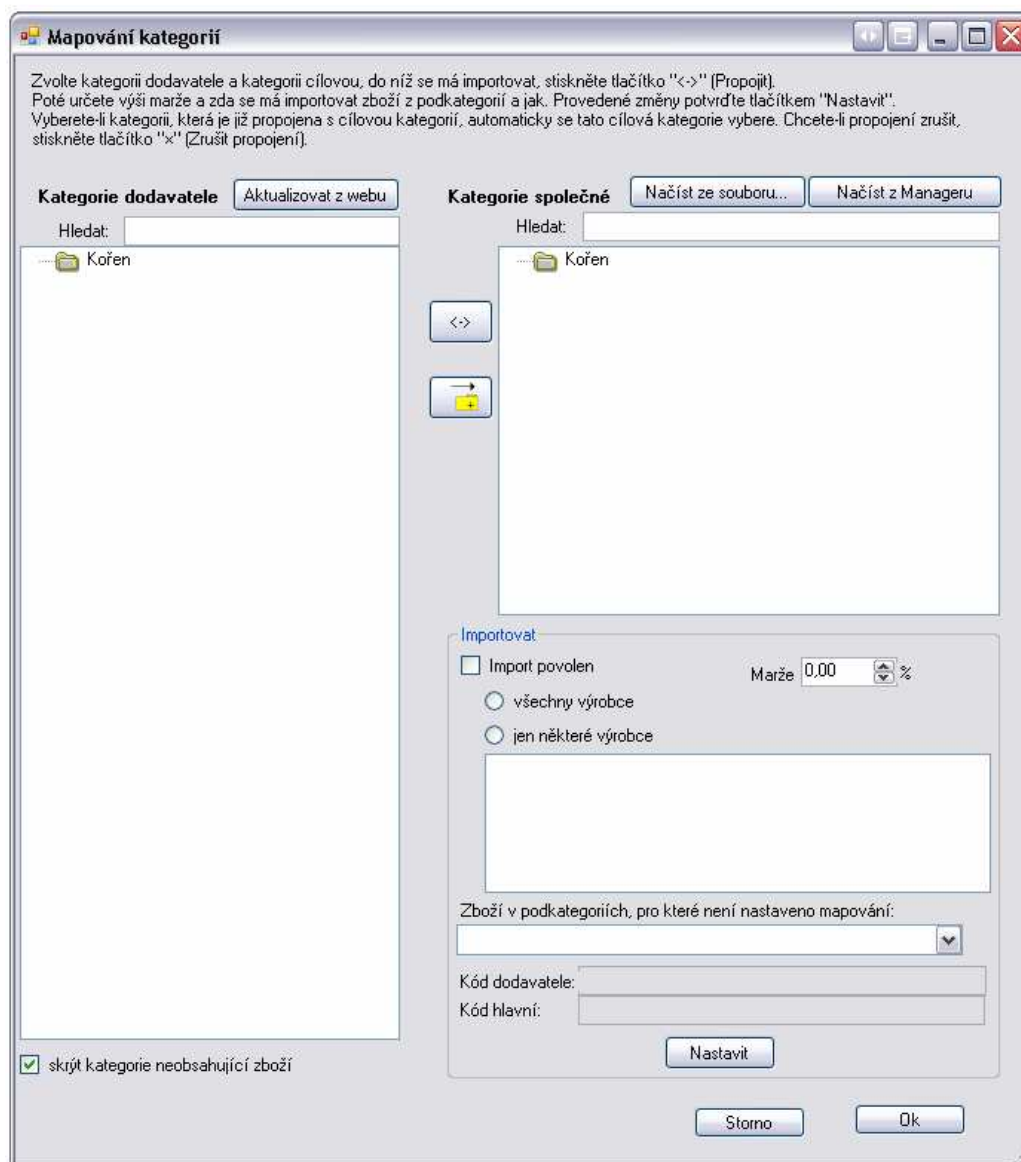 Mapování kategorií
Zvolte kategorii dodavatele a kategorii cílovou, do níž se má importovat, stiskněte tlačítko "<->" (Propojit).
Poté určete výši marže a zda se má importovat zboží z podkategorií a jak. Provedené změny potvrďte tlačítkem "Nastavit".
Vyberete-li kategorii, která je již propojena s cílovou kategorií, automaticky se tato cílová kategorie vybere. Chcete-li propojení zrušit,
stiskněte tlačítko "×" (Zrušit propojení).
Kategorie dodavatele Aktualizovat z webu Kategorie společné Načíst ze souboru... Načíst z Manageru
Hledat: Hledat:
Kořen Kořen
<->
Importovat
Import povolen Marže 0,00 %
všechny výrobce
jen některé výrobce
Zboží v podkategoriích, pro které není nastaveno mapování:
Kód dodavatele:
Kód hlavní:
Nastavit
skrýt kategorie neobsahující zboží
Storno Ok